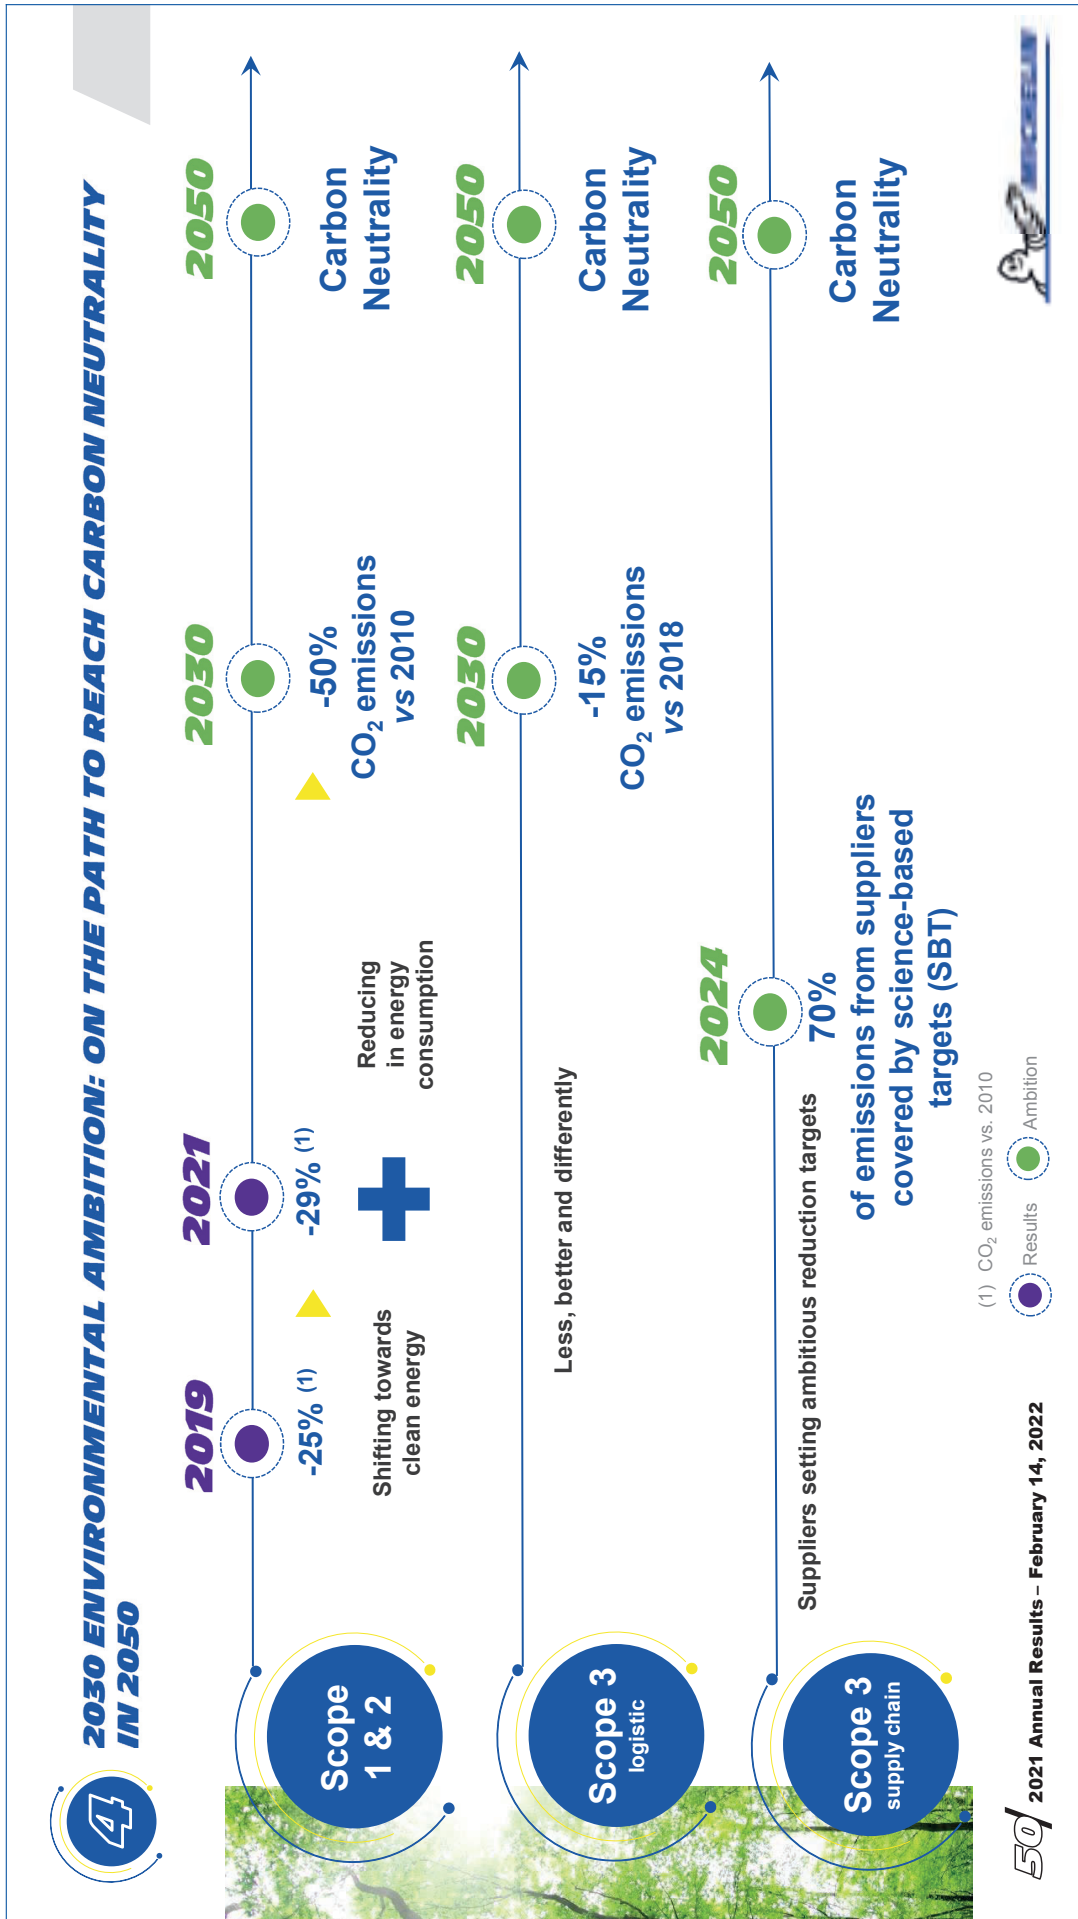 4
2030 ENVIRONMENTAL AMBITION: ON THE PATH TO REACH CARBON NEUTRALITY
IN 2050
Scope
1 & 2
2019
-25% (1)
2021
-29% (1)
Shifting towards
clean energy
Reducing
in energy
consumption
2030
-50%
CO2 emissions
vs 2010
2050
Carbon
Neutrality
Scope 3
logistic
Less, better and differently
2030
-15%
CO2 emissions
vs 2018
2050
Carbon
Neutrality
Scope 3
supply chain
Suppliers setting ambitious reduction targets
2024
70%
of emissions from suppliers
covered by science-based
targets (SBT)
2050
Carbon
Neutrality
(1) CO2 emissions vs. 2010
Results
Ambition
50/ 2021 Annual Results – February 14, 2022
MICHELIN